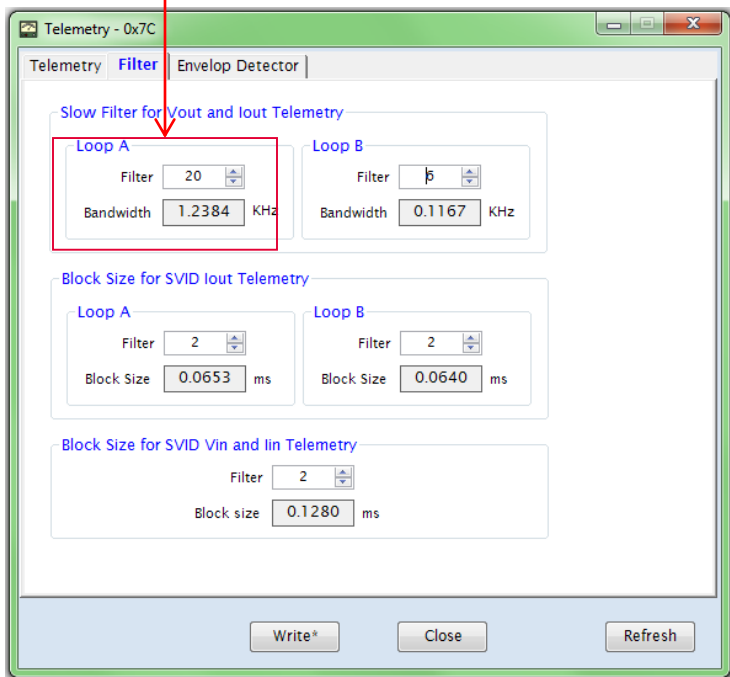 Telemetry - 0x7C
Telemetry Filter Envelop Detector
Slow Filter for Vout and Iout Telemetry
Loop A Loop B
Filter 20 Filter 6
Bandwidth 1.2384 KHz Bandwidth 0.1167 KHz
Block Size for SVID Iout Telemetry
Loop A Loop B
Filter 2 Filter 2
Block Size 0.0653 ms Block Size 0.0640 ms
Block Size for SVID Vin and Iin Telemetry
Filter 2
Block size 0.1280 ms
Write* Close Refresh